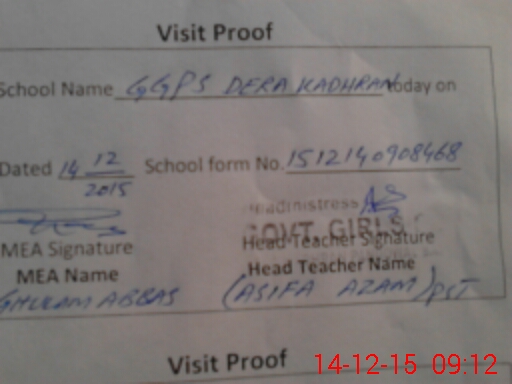 Visit Proof
School Name GGPS DERA KADHRAN today on
Dated 14 12 2015 School form No. 1512140908468
Headmistress
GOVT. GIRLS
MEA Signature Head Teacher Signature
MEA Name Head Teacher Name
GHULAM ABBAS (ASIFA AZAM) PST
Visit Proof 14-12-15 09:12